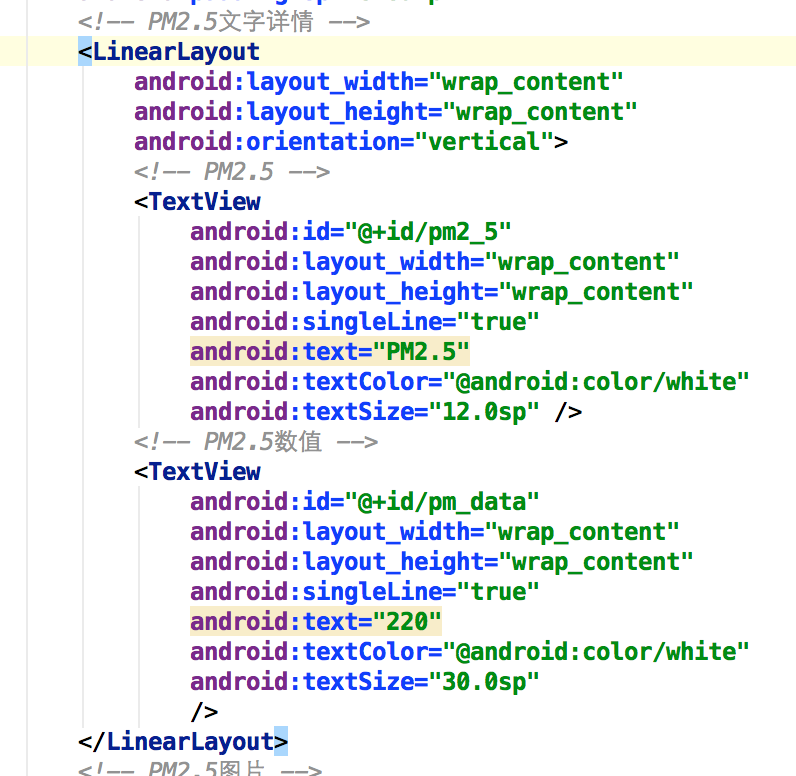 <!-- PM2.5文字详情 -->
<LinearLayout
android:layout_width="wrap_content"
android:layout_height="wrap_content"
android:orientation="vertical">
<!-- PM2.5 -->
<TextView
android:id="@+id/pm2_5"
android:layout_width="wrap_content"
android:layout_height="wrap_content"
android:singleLine="true"
android:text="PM2.5"
android:textColor="@android:color/white"
android:textSize="12.0sp" />
<!-- PM2.5数值 -->
<TextView
android:id="@+id/pm_data"
android:layout_width="wrap_content"
android:layout_height="wrap_content"
android:singleLine="true"
android:text="220"
android:textColor="@android:color/white"
android:textSize="30.0sp"
/>
</LinearLayout>
<!-- PM2.5图片 -->